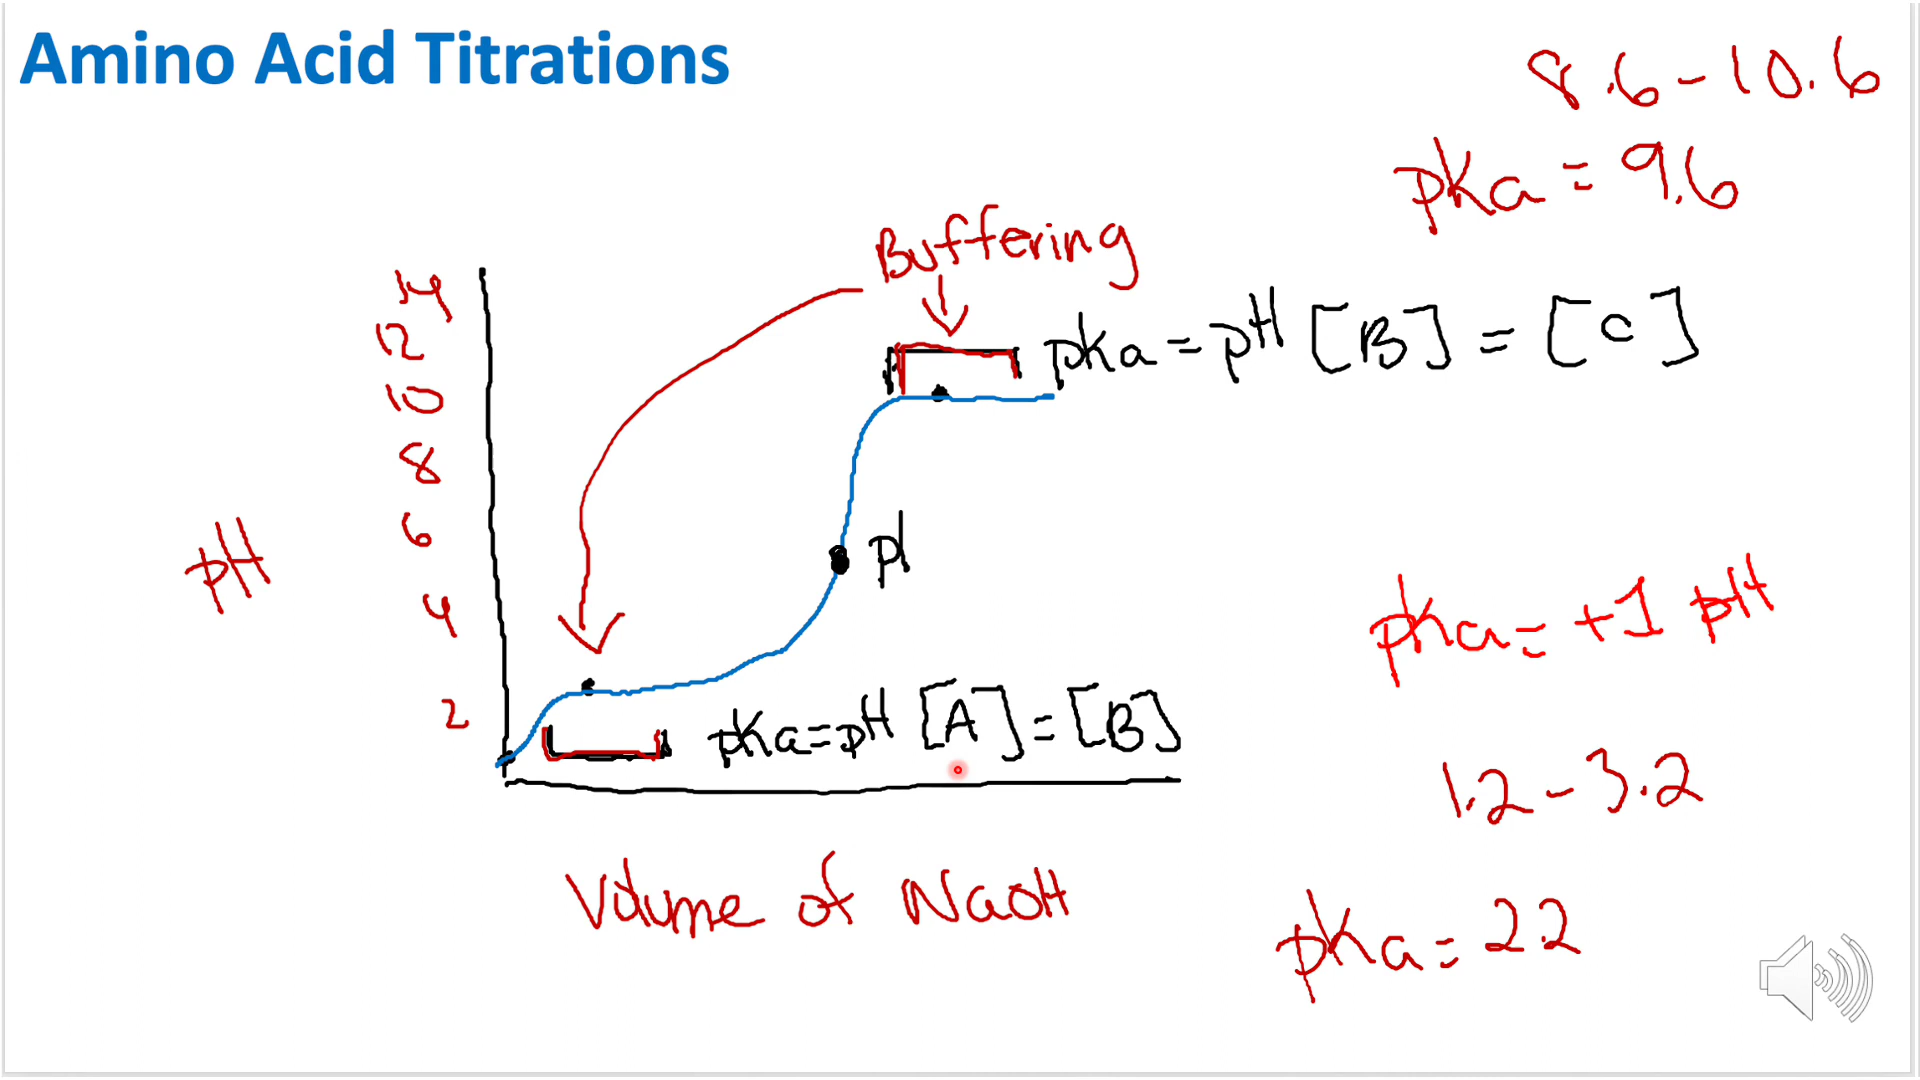 Amino Acid Titrations
8.6-10.6
pKa = 9.6
Buffering
14
12
10
8
6
4
2
pH
pKa = pH [B] = [C]
pI
pKa = +1 pH
pKa = pH [A] = [B]
1.2-3.2
Volume of NaOH
pKa = 2.2